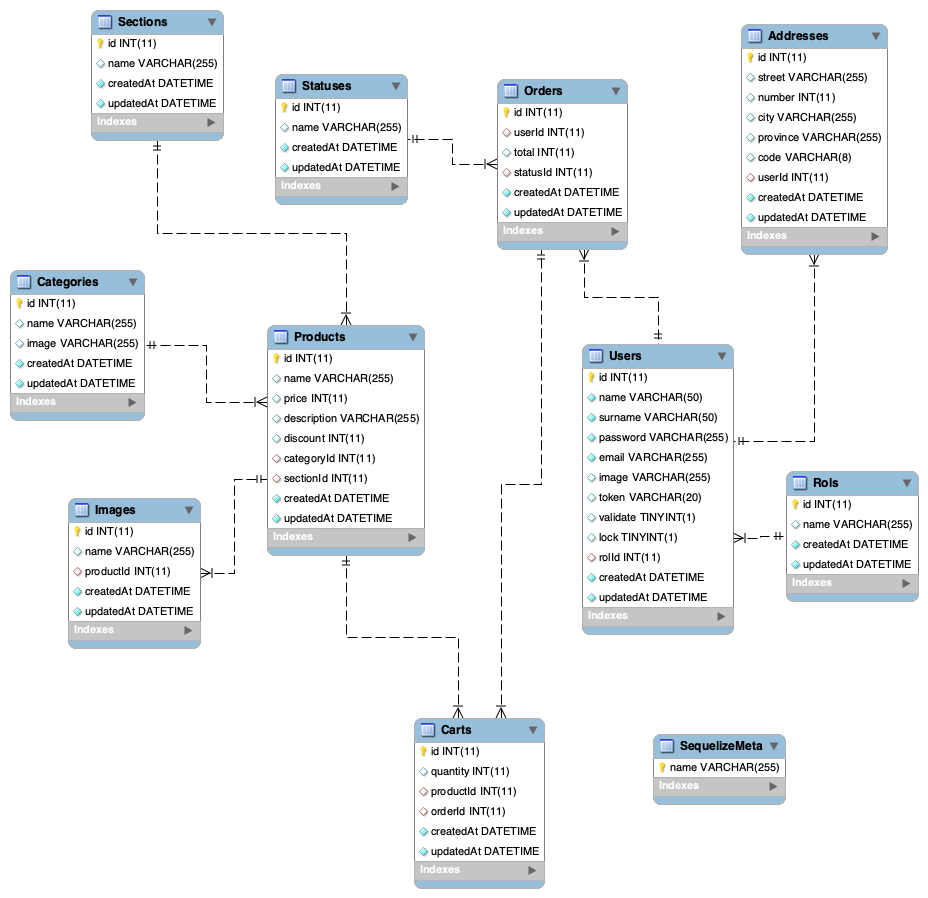 Sections
id INT(11)
name VARCHAR(255)
createdAt DATETIME
updatedAt DATETIME
Indexes
Statuses
id INT(11)
name VARCHAR(255)
createdAt DATETIME
updatedAt DATETIME
Indexes
Orders
id INT(11)
userId INT(11)
total INT(11)
statusId INT(11)
createdAt DATETIME
updatedAt DATETIME
Indexes
Addresses
id INT(11)
street VARCHAR(255)
number INT(11)
city VARCHAR(255)
province VARCHAR(255)
code VARCHAR(8)
userId INT(11)
createdAt DATETIME
updatedAt DATETIME
Indexes
Categories
id INT(11)
name VARCHAR(255)
image VARCHAR(255)
createdAt DATETIME
updatedAt DATETIME
Indexes
Products
id INT(11)
name VARCHAR(255)
price INT(11)
description VARCHAR(255)
discount INT(11)
categoryId INT(11)
sectionId INT(11)
createdAt DATETIME
updatedAt DATETIME
Indexes
Users
id INT(11)
name VARCHAR(50)
surname VARCHAR(50)
password VARCHAR(255)
email VARCHAR(255)
image VARCHAR(255)
token VARCHAR(20)
validate TINYINT(1)
lock TINYINT(1)
rolId INT(11)
createdAt DATETIME
updatedAt DATETIME
Indexes
Rols
id INT(11)
name VARCHAR(255)
createdAt DATETIME
updatedAt DATETIME
Indexes
Images
id INT(11)
name VARCHAR(255)
productId INT(11)
createdAt DATETIME
updatedAt DATETIME
Indexes
Carts
id INT(11)
quantity INT(11)
productId INT(11)
orderId INT(11)
createdAt DATETIME
updatedAt DATETIME
Indexes
SequelizeMeta
name VARCHAR(255)
Indexes